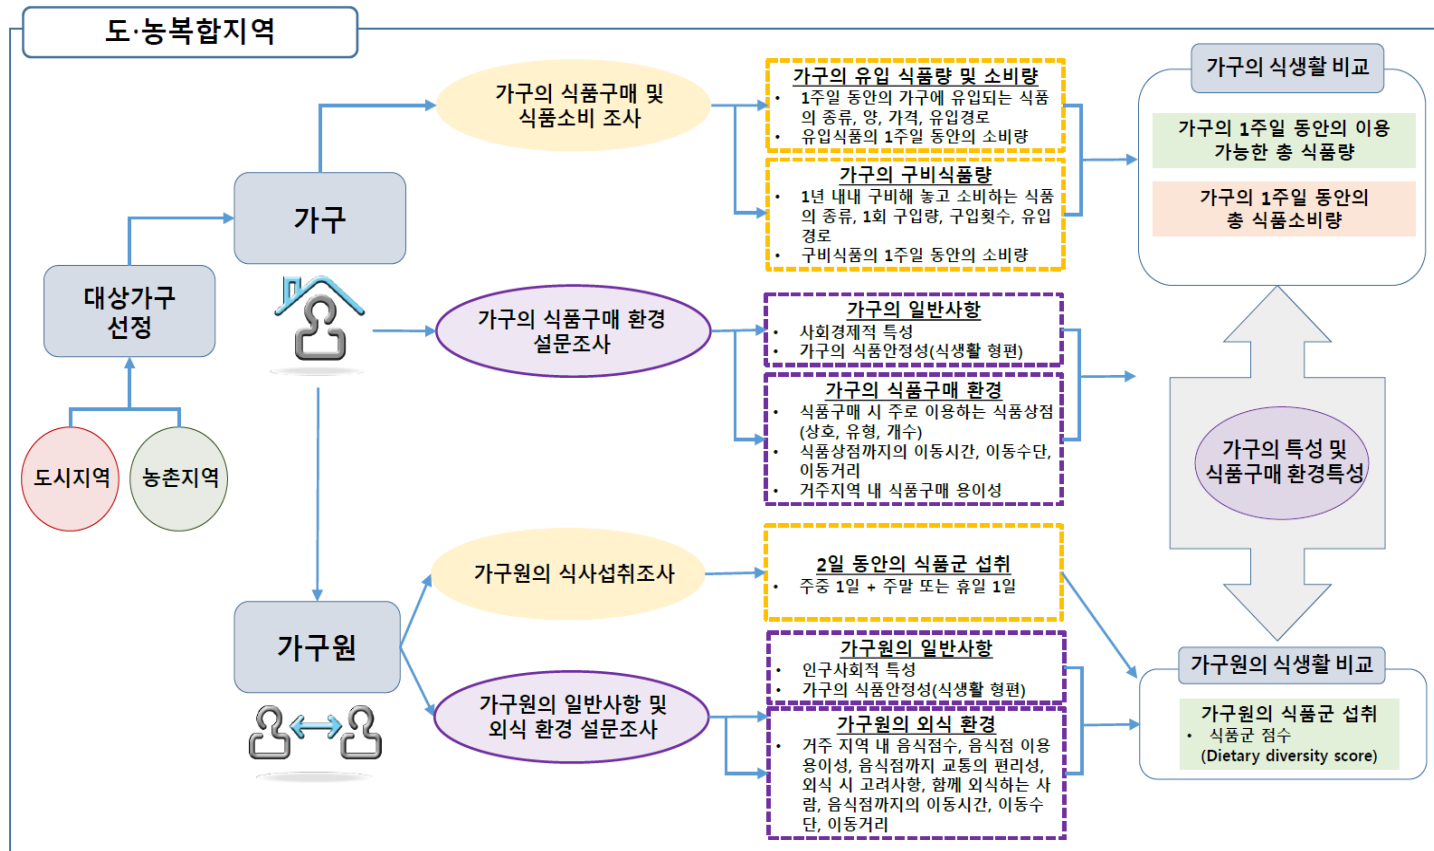 도·농복합지역
대상가구
선정
도시지역
농촌지역
가구
가구원
가구의 식품구매 및
식품소비 조사
가구의 유입 식품량 및 소비량
• 1주일 동안의 가구에 유입되는 식품
의 종류, 양, 가격, 유입경로
• 유입식품의 1주일 동안의 소비량
가구의 구비식품량
• 1년 내내 구비해 놓고 소비하는 식품
의 종류, 1회 구입량, 구입횟수, 유입
경로
• 구비식품의 1주일 동안의 소비량
가구의 식품구매 환경
설문조사
가구의 일반사항
• 사회경제적 특성
• 가구의 식품안정성(식생활 형편)
가구의 식품구매 환경
• 식품구매 시 주로 이용하는 식품상점
(상호, 유형, 개수)
• 식품상점까지의 이동시간, 이동수단,
이동거리
• 거주지역 내 식품구매 용이성
가구원의 식사섭취조사
2일 동안의 식품군 섭취
• 주중 1일 + 주말 또는 휴일 1일
가구원의 일반사항 및
외식 환경 설문조사
가구원의 일반사항
• 인구사회적 특성
• 가구의 식품안정성(식생활 형편)
가구원의 외식 환경
• 거주 지역 내 음식점수, 음식점 이용
용이성, 음식점까지 교통의 편리성,
외식 시 고려사항, 함께 외식하는 사
람, 음식점까지의 이동시간, 이동수
단, 이동거리
가구의 식생활 비교
가구의 1주일 동안의 이용
가능한 총 식품량
가구의 1주일 동안의
총 식품소비량
가구의 특성 및
식품구매 환경특성
가구원의 식생활 비교
가구원의 식품군 섭취
• 식품군 점수
(Dietary diversity score)